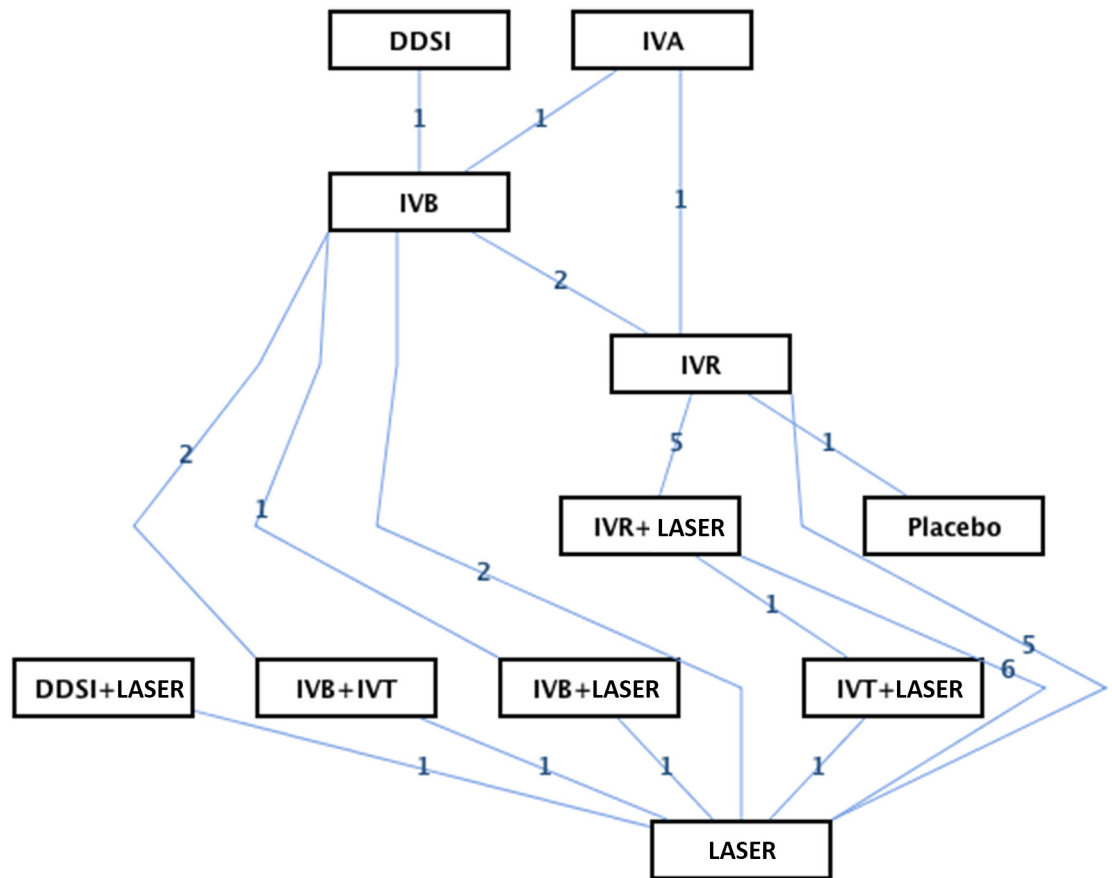 DDSI
IVA
1
1
IVB
1
2
IVR
5
1
2
1
IVR+ LASER
Placebo
2
1
5
6
DDSI+LASER
IVB+IVT
IVB+LASER
IVT+LASER
1
1
1
1
LASER